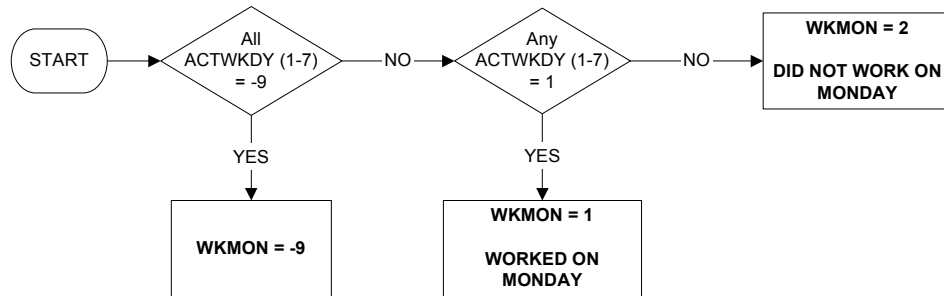 START
All
ACTWKDY (1-7)
= -9
NO
Any
ACTWKDY (1-7)
= 1
NO
WKMON = 2
DID NOT WORK ON
MONDAY
YES
YES
WKMON = -9
WKMON = 1
WORKED ON
MONDAY